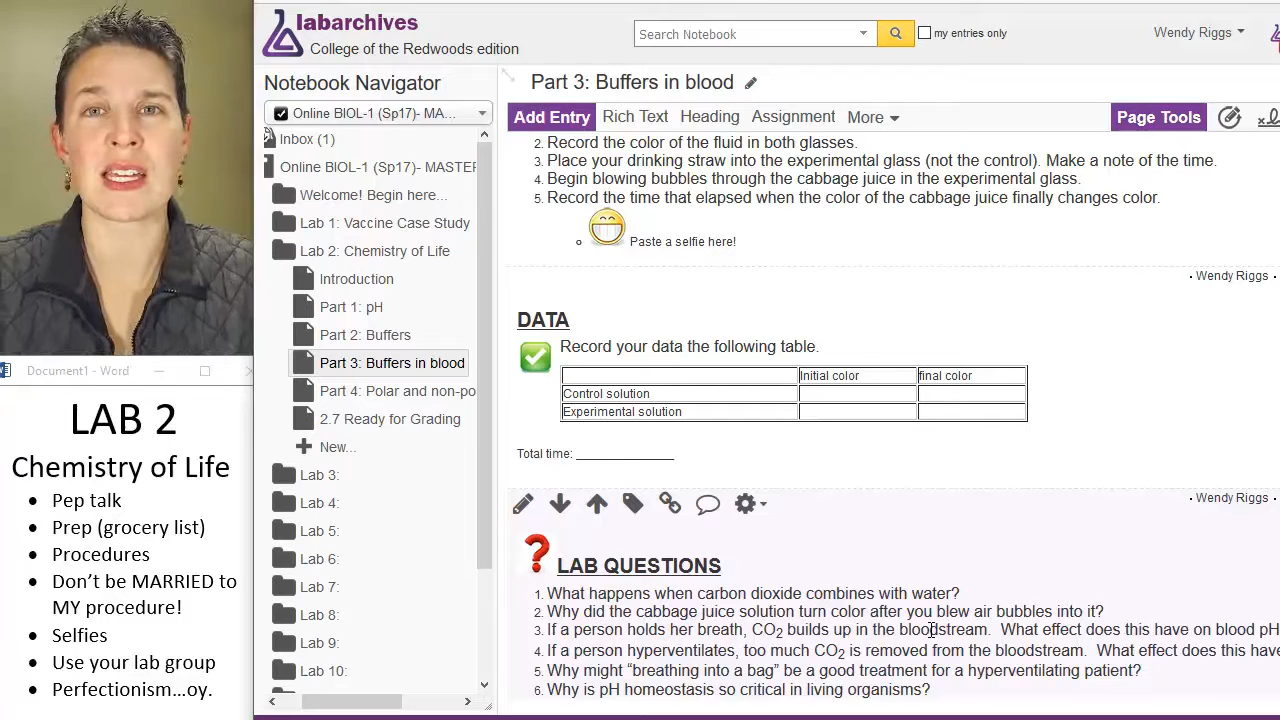 labarchives
College of the Redwoods edition
Search Notebook
my entries only
Wendy Riggs
Notebook Navigator
Online BIOL-1 (Sp17)- MA...
Inbox (1)
Online BIOL-1 (Sp17)- MASTER
Welcome! Begin here...
Lab 1: Vaccine Case Study
Lab 2: Chemistry of Life
Introduction
Part 1: pH
Part 2: Buffers
Part 3: Buffers in blood
Part 4: Polar and non-po
2.7 Ready for Grading
New...
Lab 3:
Lab 4:
Lab 5:
Lab 6:
Lab 7:
Lab 8:
Lab 9:
Lab 10:
Part 3: Buffers in blood
Add Entry Rich Text Heading Assignment More Page Tools
2. Record the color of the fluid in both glasses.
3. Place your drinking straw into the experimental glass (not the control). Make a note of the time.
4. Begin blowing bubbles through the cabbage juice in the experimental glass.
5. Record the time that elapsed when the color of the cabbage juice finally changes color.
Paste a selfie here!
Wendy Riggs
DATA
Record your data the following table.
Initial color final color
Control solution
Experimental solution
Total time: _______________
Wendy Riggs
LAB QUESTIONS
1. What happens when carbon dioxide combines with water?
2. Why did the cabbage juice solution turn color after you blew air bubbles into it?
3. If a person holds her breath, CO2 builds up in the bloodstream. What effect does this have on blood pH
4. If a person hyperventilates, too much CO2 is removed from the bloodstream. What effect does this have
5. Why might “breathing into a bag” be a good treatment for a hyperventilating patient?
6. Why is pH homeostasis so critical in living organisms?
Document1 - Word
LAB 2
Chemistry of Life
• Pep talk
• Prep (grocery list)
• Procedures
• Don’t be MARRIED to
MY procedure!
• Selfies
• Use your lab group
• Perfectionism…oy.